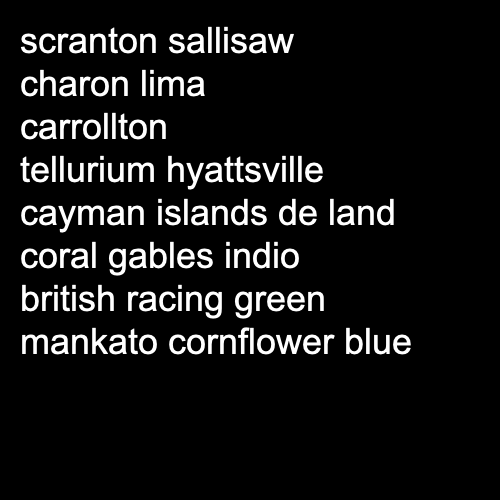 scranton sallisaw
charon lima
carrollton
tellurium hyattsville
cayman islands de land
coral gables indio
british racing green
mankato cornflower blue